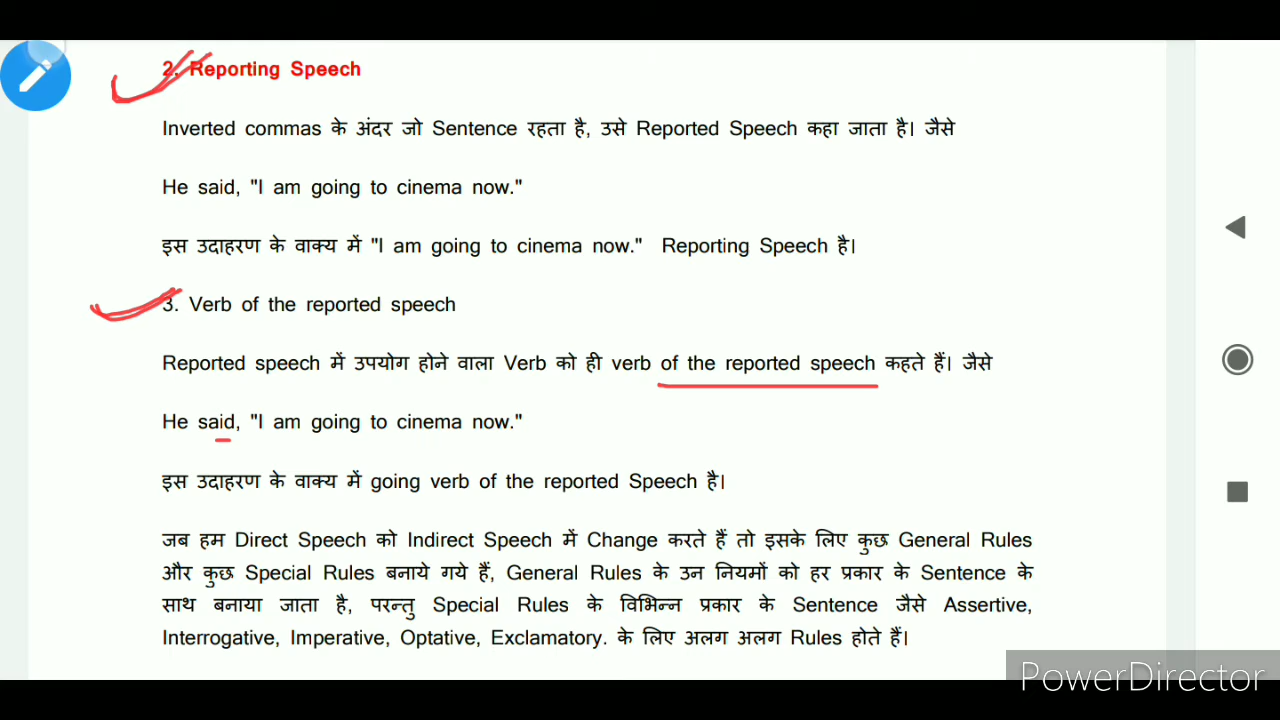 2. Reporting Speech
Inverted commas के अंदर जो Sentence रहता है, उसे Reported Speech कहा जाता है। जैसे
He said, "I am going to cinema now."
इस उदाहरण के वाक्य में "I am going to cinema now." Reporting Speech है।
3. Verb of the reported speech
Reported speech में उपयोग होने वाला Verb को ही verb of the reported speech कहते हैं। जैसे
He said, "I am going to cinema now."
इस उदाहरण के वाक्य में going verb of the reported Speech है।
जब हम Direct Speech को Indirect Speech में Change करते हैं तो इसके लिए कुछ General Rules
और कुछ Special Rules बनाये गये हैं, General Rules के उन नियमों को हर प्रकार के Sentence के
साथ बनाया जाता है, परन्तु Special Rules के विभिन्न प्रकार के Sentence जैसे Assertive,
Interrogative, Imperative, Optative, Exclamatory. के लिए अलग अलग Rules होते हैं।
PowerDirector